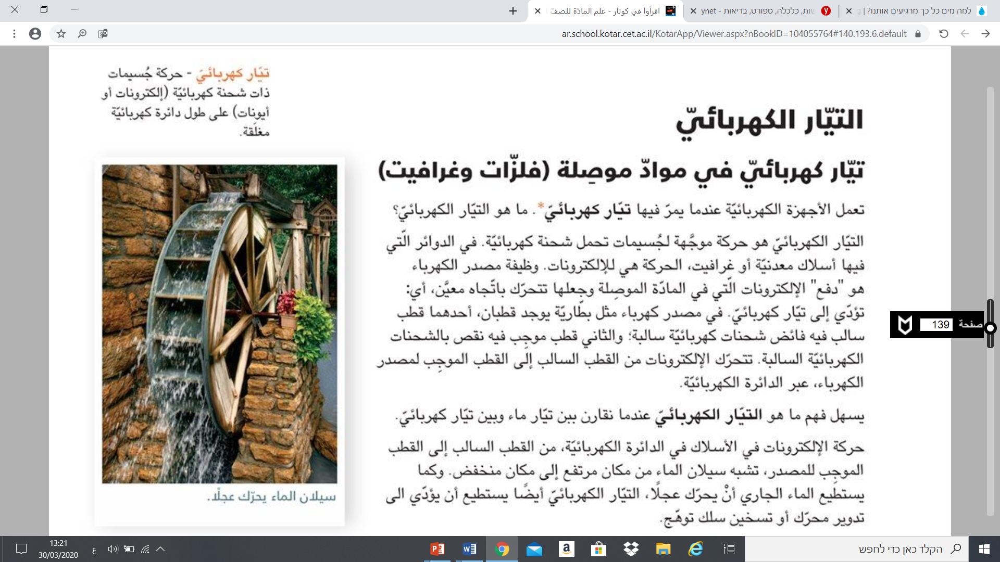 למה מים כל כך מרגיעים אותנו? | g
ynet - שות, כלכלה, ספורט, בריאות
اقرأوا في كوتار - علم المادّة للصف
ar.school.kotar.cet.ac.il/KotarApp/Viewer.aspx?nBookID=104055764#140.193.6.default
تيّار كهربائيّ - حركة جُسيمات
ذات شحنة كهربائيّة (إلكترونات أو
أيونات) على طول دائرة كهربائيّة
مغلَقة.
التيّار الكهربائيّ
تيّار كهربائيّ في موادّ موصِلة (فلزّات وغرافيت)
تعمل الأجهزة الكهربائيّة عندما يمرّ فيها تيّار كهربائيّ*. ما هو التيّار الكهربائيّ؟
التيّار الكهربائيّ هو حركة موجَّهة لجُسيمات تحمل شحنة كهربائيّة. في الدوائر الّتي
فيها أسلاك معدنيّة أو غرافيت، الحركة هي للإلكترونات. وظيفة مصدر الكهرباء
هو "دفع" الإلكترونات الّتي في المادّة الموصِلة وجعلها تتحرّك باتّجاه معيَّن، أي:
تؤدّي إلى تيّار كهربائيّ. في مصدر كهرباء مثل بطّاريّة يوجد قطبان، أحدهما قطب
سالب فيه فائض شحنات كهربائيّة سالبة؛ والثاني قطب موجِب فيه نقص بالشحنات
الكهربائيّة السالبة. تتحرّك الإلكترونات من القطب السالب إلى القطب الموجِب لمصدر
الكهرباء، عبر الدائرة الكهربائيّة.
يسهل فهم ما هو التيّار الكهربائيّ عندما نقارن ببن تيّار ماء وبين تيّار كهربائيّ.
حركة الإلكترونات في الأسلاك في الدائرة الكهربائيّة، من القطب السالب إلى القطب
الموجِب للمصدر، تشبه سيلان الماء من مكان مرتفع إلى مكان منخفض. وكما
يستطيع الماء الجاري أنْ يحرّك عجلًا، التيّار الكهربائيّ أيضًا يستطيع أن يؤدّي الى
تدوير محرّك أو تسخين سلك توهّج.
سيلان الماء يحرّك عجلًا.
صفحة 139
13:21
ع
30/03/2020
הקלד כאן כדי לחפש